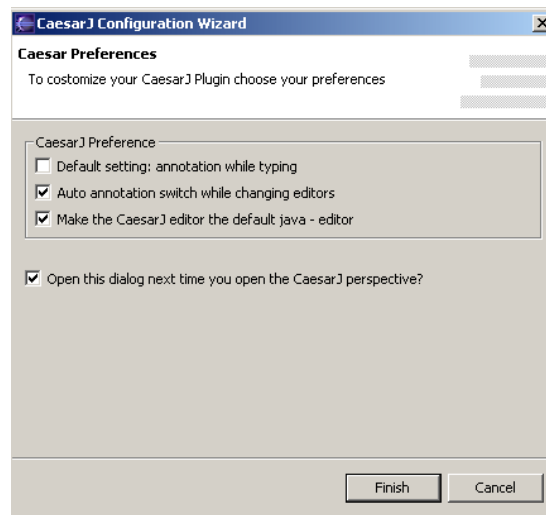 CaesarJ Configuration Wizard
Caesar Preferences
To costomize your CaesarJ Plugin choose your preferences
CaesarJ Preference
Default setting: annotation while typing
Auto annotation switch while changing editors
Make the CaesarJ editor the default java - editor
Open this dialog next time you open the CaesarJ perspective?
Finish
Cancel